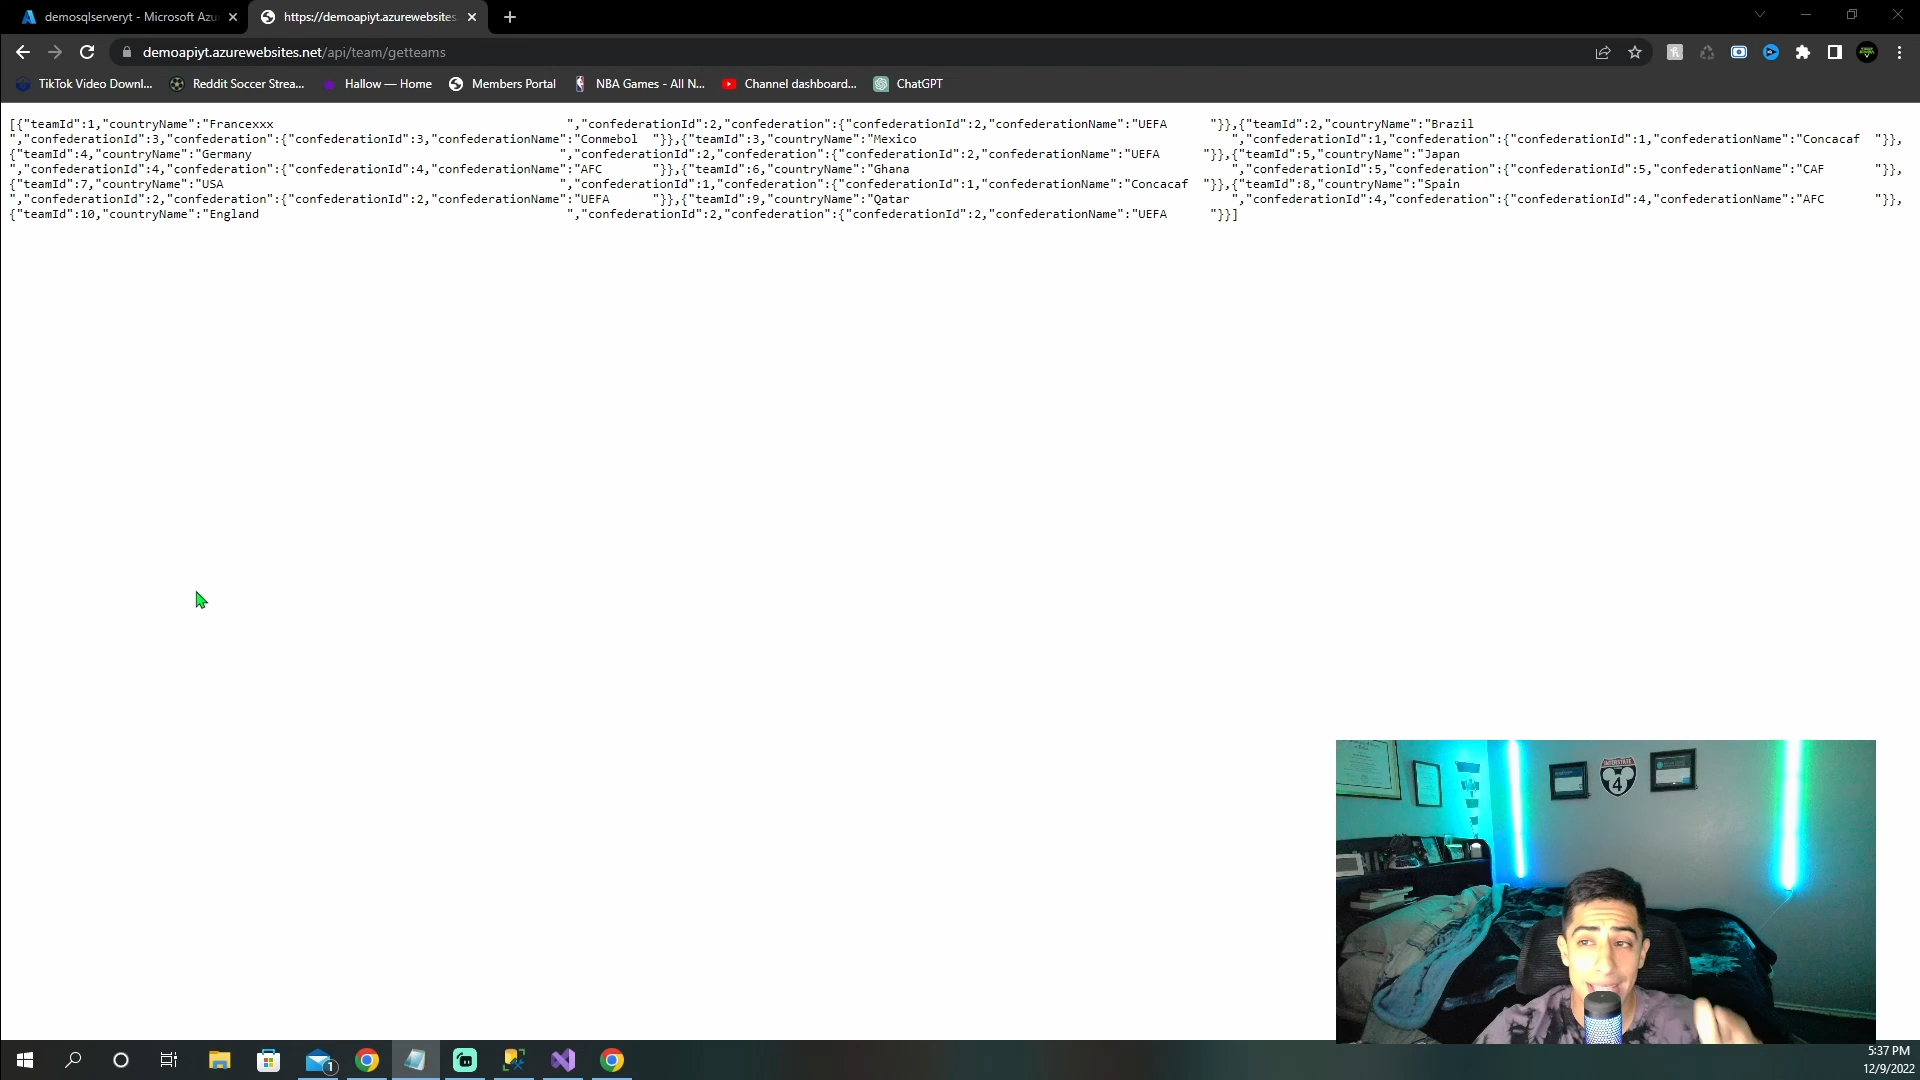 demosqlserveryt - Microsoft Azu
https://demoapiyt.azurewebsites.
demoapiyt.azurewebsites.net/api/team/getteams
TikTok Video Downl...
Reddit Soccer Strea...
Hallow — Home
Members Portal
NBA Games - All N...
Channel dashboard...
ChatGPT
[{"teamId":1,"countryName":"Francexxx ","confederationId":2,"confederation":{"confederationId":2,"confederationName":"UEFA "}},{"teamId":2,"countryName":"Brazil
","confederationId":3,"confederation":{"confederationId":3,"confederationName":"Conmebol "}},{"teamId":3,"countryName":"Mexico ","confederationId":1,"confederation":{"confederationId":1,"confederationName":"Concacaf "}},
{"teamId":4,"countryName":"Germany ","confederationId":2,"confederation":{"confederationId":2,"confederationName":"UEFA "}},{"teamId":5,"countryName":"Japan
","confederationId":4,"confederation":{"confederationId":4,"confederationName":"AFC "}},{"teamId":6,"countryName":"Ghana ","confederationId":5,"confederation":{"confederationId":5,"confederationName":"CAF "}},
{"teamId":7,"countryName":"USA ","confederationId":1,"confederation":{"confederationId":1,"confederationName":"Concacaf "}},{"teamId":8,"countryName":"Spain
","confederationId":2,"confederation":{"confederationId":2,"confederationName":"UEFA "}},{"teamId":9,"countryName":"Qatar ","confederationId":4,"confederation":{"confederationId":4,"confederationName":"AFC "}},
{"teamId":10,"countryName":"England ","confederationId":2,"confederation":{"confederationId":2,"confederationName":"UEFA "}}]
INTERSTATE
4
1
5:37 PM
12/9/2022